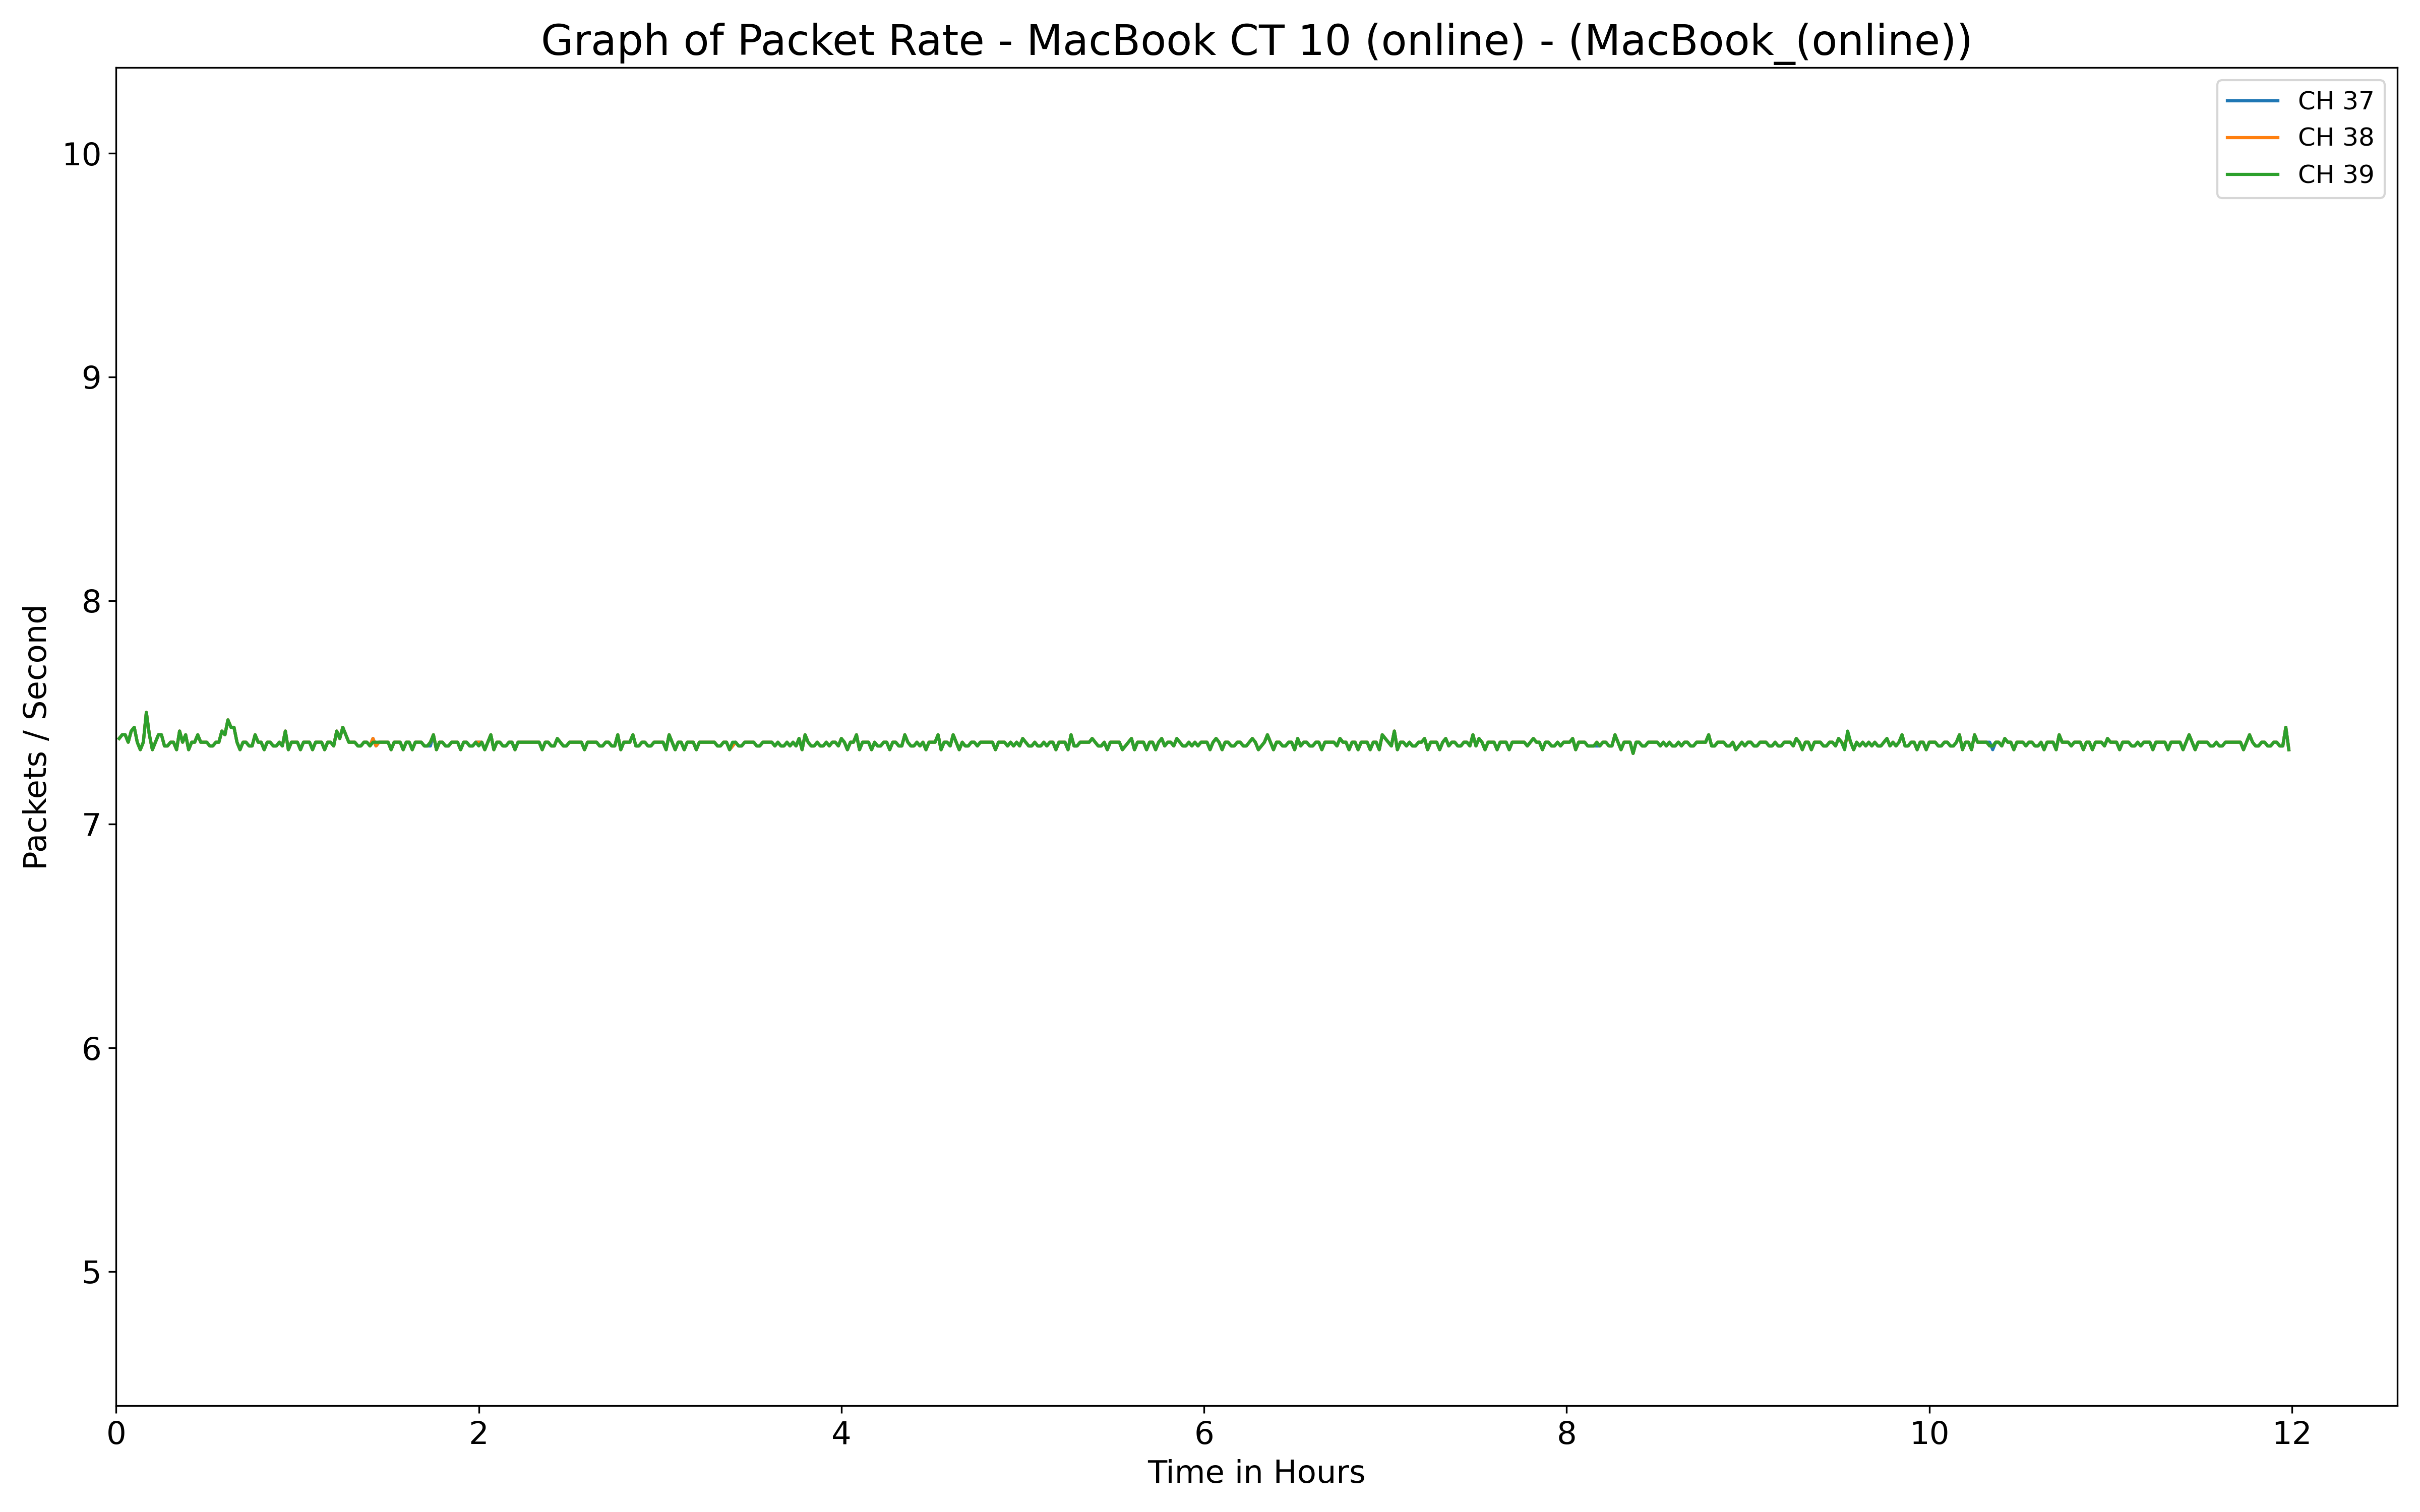 Graph of Packet Rate - MacBook CT 10 (online) - (MacBook_(online))
CH 37
CH 38
CH 39
10
9
8
7
6
5
Packets / Second
0 2 4 6 8 10 12
Time in Hours